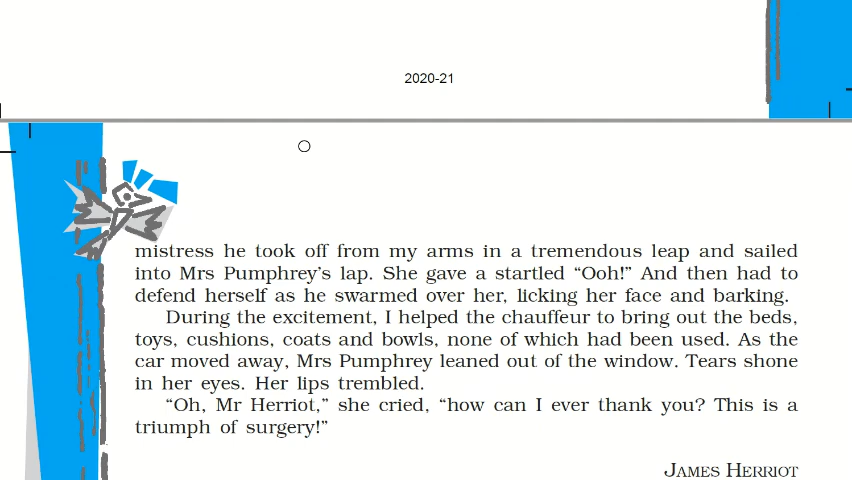 2020-21
mistress he took off from my arms in a tremendous leap and sailed
into Mrs Pumphrey’s lap. She gave a startled “Ooh!” And then had to
defend herself as he swarmed over her, licking her face and barking.
During the excitement, I helped the chauffeur to bring out the beds,
toys, cushions, coats and bowls, none of which had been used. As the
car moved away, Mrs Pumphrey leaned out of the window. Tears shone
in her eyes. Her lips trembled.
“Oh, Mr Herriot,” she cried, “how can I ever thank you? This is a
triumph of surgery!”
JAMES HERRIOT